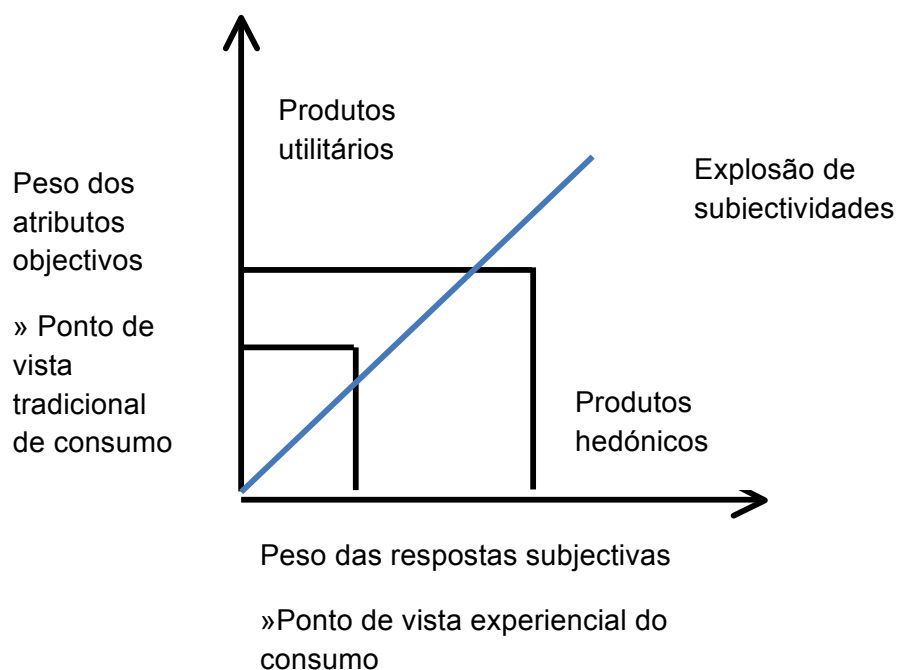 Produtos
utilitários
Explosão de
subjectividades
Peso dos
atributos
objectivos
» Ponto de
vista
tradicional
de consumo
Produtos
hedónicos
Peso das respostas subjectivas
»Ponto de vista experiencial do
consumo